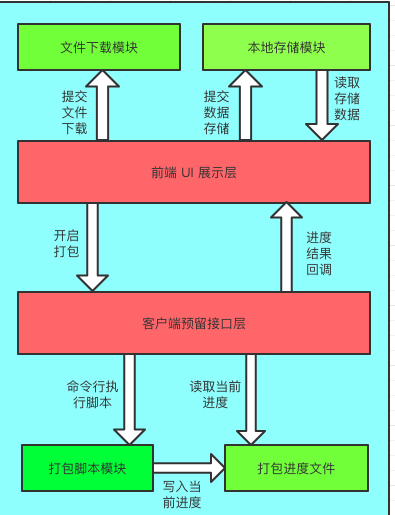 文件下载模块
本地存储模块
提交
文件
下载
提交
数据
存储
读取
存储
数据
前端 UI 展示层
开启
打包
进度
结果
回调
客户端预留接口层
命令行执
行脚本
读取当前
进度
打包脚本模块
打包进度文件
写入当
前进度